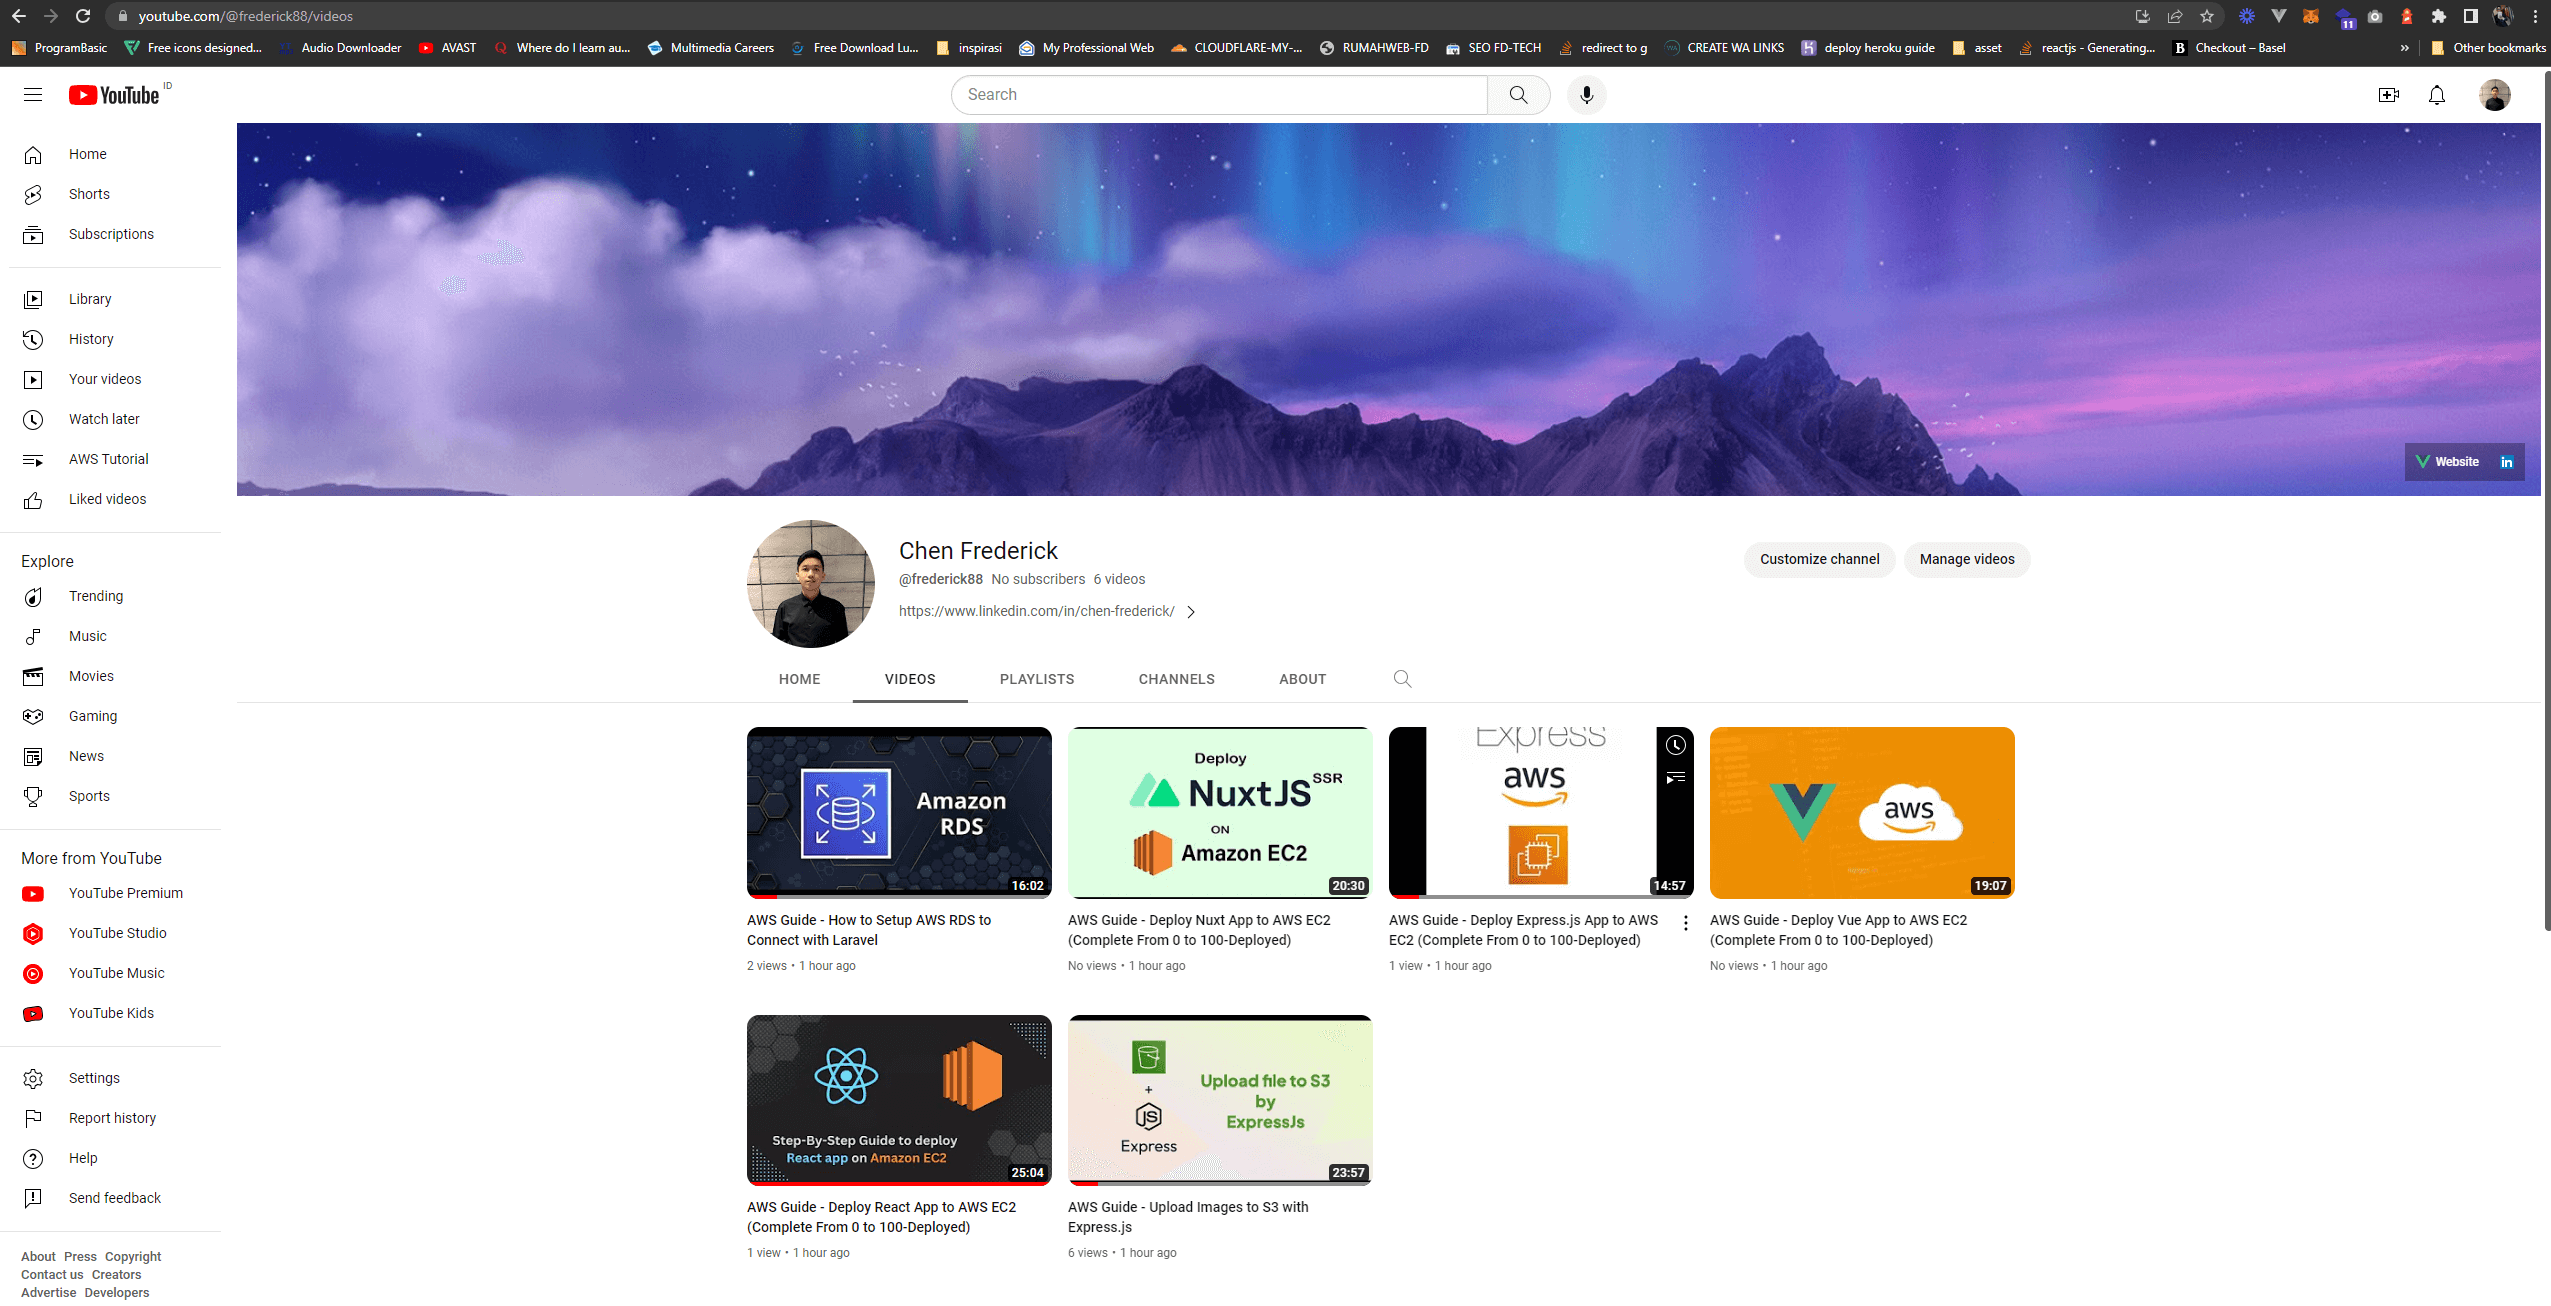 youtube.com/@frederick88/videos
ProgramBasic
Free icons designed...
Audio Downloader
AVAST
Where do I learn au...
Multimedia Careers
Free Download Lu...
inspirasi
My Professional Web
CLOUDFLARE-MY-...
RUMAHWEB-FD
SEO FD-TECH
redirect to g
CREATE WA LINKS
deploy heroku guide
asset
reactjs - Generating...
Checkout – Basel
»
Other bookmarks
11
YouTube ID
Search
Home
Shorts
Subscriptions
Library
History
Your videos
Watch later
AWS Tutorial
Liked videos
Explore
Trending
Music
Movies
Gaming
News
Sports
More from YouTube
YouTube Premium
YouTube Studio
YouTube Music
YouTube Kids
Settings
Report history
Help
Send feedback
About Press Copyright
Contact us Creators
Advertise Developers
Website
in
Chen Frederick
@frederick88 No subscribers 6 videos
https://www.linkedin.com/in/chen-frederick/
Customize channel
Manage videos
HOME
VIDEOS
PLAYLISTS
CHANNELS
ABOUT
Amazon
RDS
16:02
AWS Guide - How to Setup AWS RDS to
Connect with Laravel
2 views • 1 hour ago
Deploy
NuxtJS SSR
ON
Amazon EC2
20:30
AWS Guide - Deploy Nuxt App to AWS EC2
(Complete From 0 to 100-Deployed)
No views • 1 hour ago
Express
aws
14:57
AWS Guide - Deploy Express.js App to AWS
EC2 (Complete From 0 to 100-Deployed)
1 view • 1 hour ago
aws
19:07
AWS Guide - Deploy Vue App to AWS EC2
(Complete From 0 to 100-Deployed)
No views • 1 hour ago
Step-By-Step Guide to deploy
React app on Amazon EC2
25:04
AWS Guide - Deploy React App to AWS EC2
(Complete From 0 to 100-Deployed)
1 view • 1 hour ago
+
JS
Express
Upload file to S3
by
ExpressJs
23:57
AWS Guide - Upload Images to S3 with
Express.js
6 views • 1 hour ago